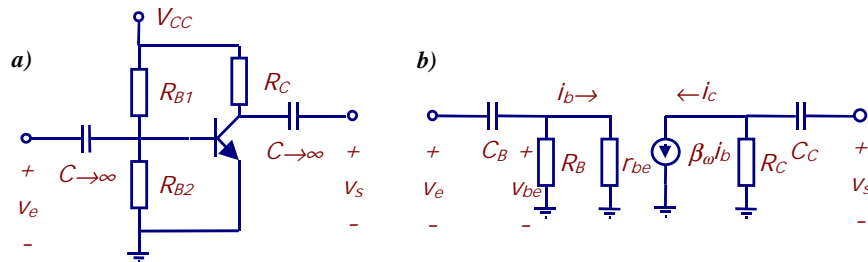 a)
V_CC
R_B1
R_C
+
C→∞
C→∞
+
v_e
R_B2
v_s
-
-
b)
i_b→
←i_c
+
C_B
+
R_B
r_be
β_ω i_b
R_C
C_C
+
v_e
v_be
v_s
-
-
-